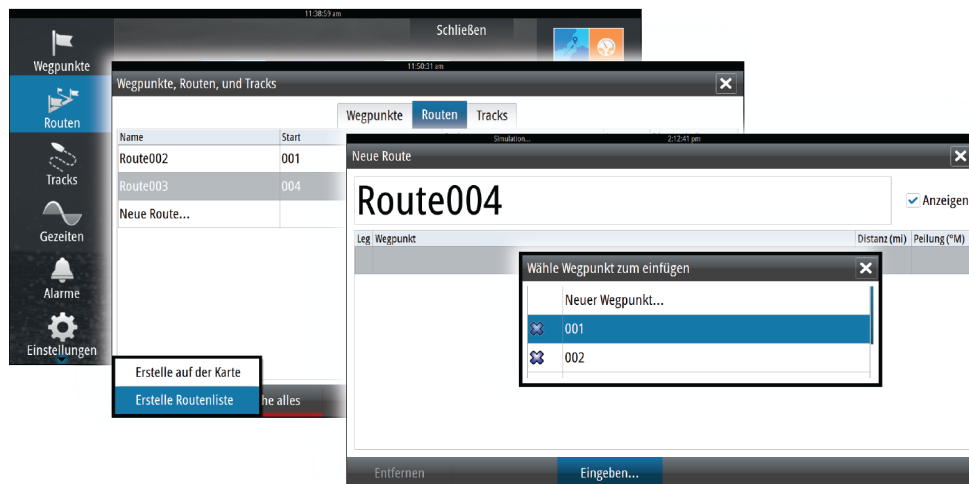 11:38:59 am
Schließen
Wegpunkte
Routen
Tracks
Gezeiten
Alarme
Einstellungen
11:50:31 am
Wegpunkte, Routen, und Tracks
Wegpunkte Routen Tracks
Name Start
Route002 001
Route003 004
Neue Route...
Erstelle auf der Karte
Erstelle Routenliste
he alles
Simulation... 2:12:41 pm
Neue Route
Route004
Anzeigen
Leg Wegpunkt Distanz (mi) Peilung (°M)
Wähle Wegpunkt zum einfügen
Neuer Wegpunkt...
001
002
Entfernen Eingeben...